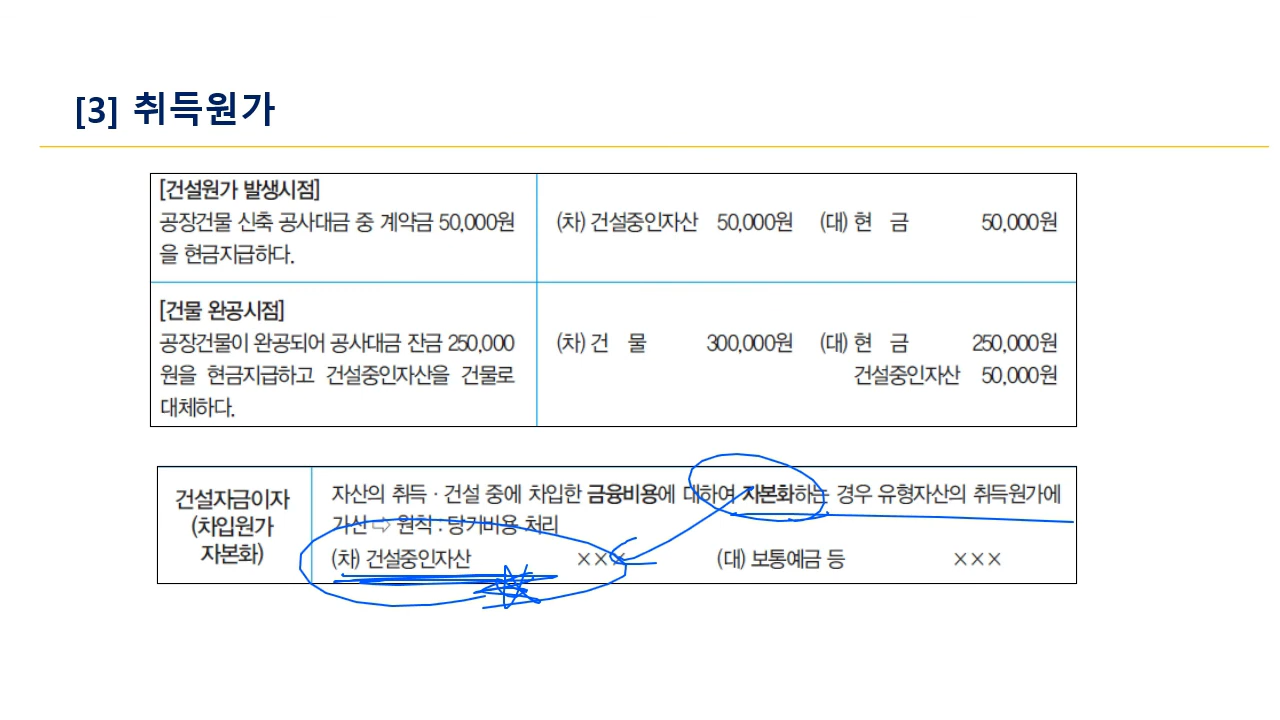 [3] 취득원가
[건설원가 발생시점]
공장건물 신축 공사대금 중 계약금 50,000원
을 현금지급하다.
(차) 건설중인자산 50,000원 (대) 현 금 50,000원
[건물 완공시점]
공장건물이 완공되어 공사대금 잔금 250,000
원을 현금지급하고 건설중인자산을 건물로
대체하다.
(차) 건 물 300,000원 (대) 현 금 250,000원
건설중인자산 50,000원
건설자금이자
(차입원가
자본화)
자산의 취득 · 건설 중에 차입한 금융비용에 대하여 자본화하는 경우 유형자산의 취득원가에
가산 ⇨ 원칙 : 당기비용 처리
(차) 건설중인자산 ××× (대) 보통예금 등 ×××